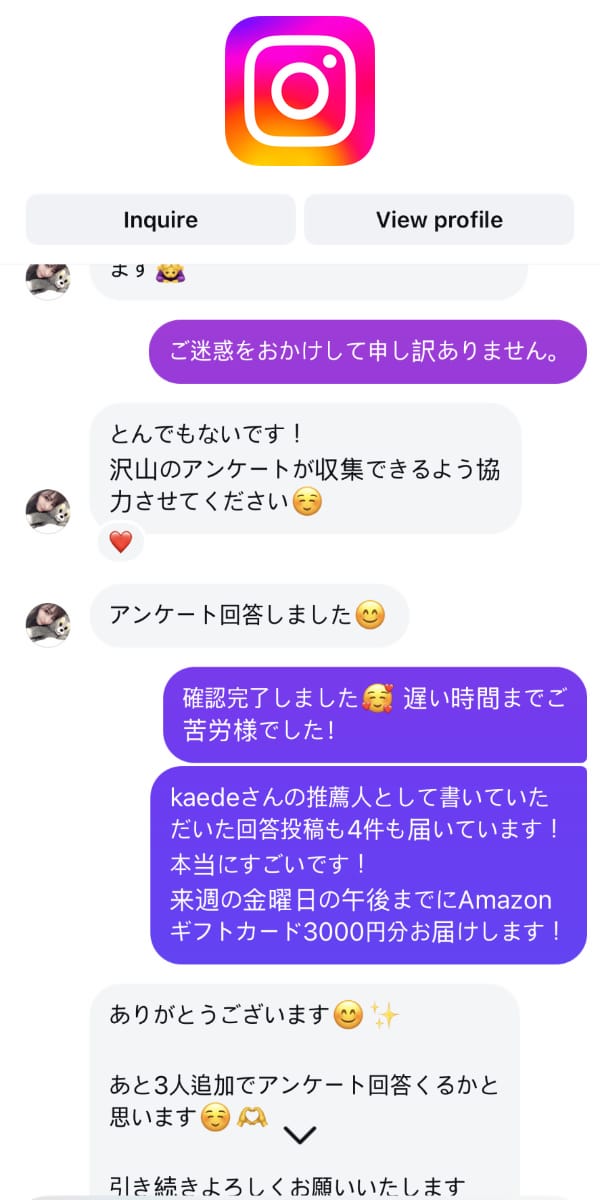 Inquire
View profile
ます🙇‍♀️
ご迷惑をおかけして申し訳ありません。
とんでもないです！
沢山のアンケートが収集できるよう協
力させてください☺️
❤️
アンケート回答しました😊
確認完了しました🥰 遅い時間までご
苦労様でした!
kaedeさんの推薦人として書いていた
だいた回答投稿も4件も届いています！
本当にすごいです！
来週の金曜日の午後までにAmazon
ギフトカード3000円分お届けします！
ありがとうございます😊✨
あと3人追加でアンケート回答くるかと
思います☺️🫶
引き続きよろしくお願いいたします